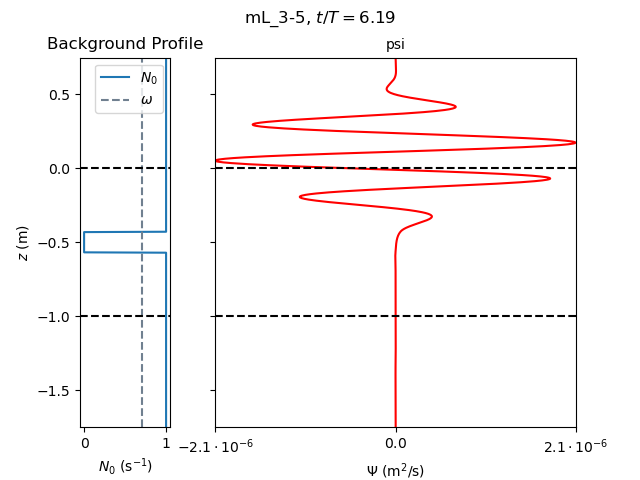 mL_3-5, t/T = 6.19
Background Profile
psi
N₀
ω
0.5
0.0
−0.5
−1.0
−1.5
z (m)
0
1
−2.1 · 10⁻⁶
0.0
2.1 · 10⁻⁶
N₀ (s⁻¹)
Ψ (m²/s)